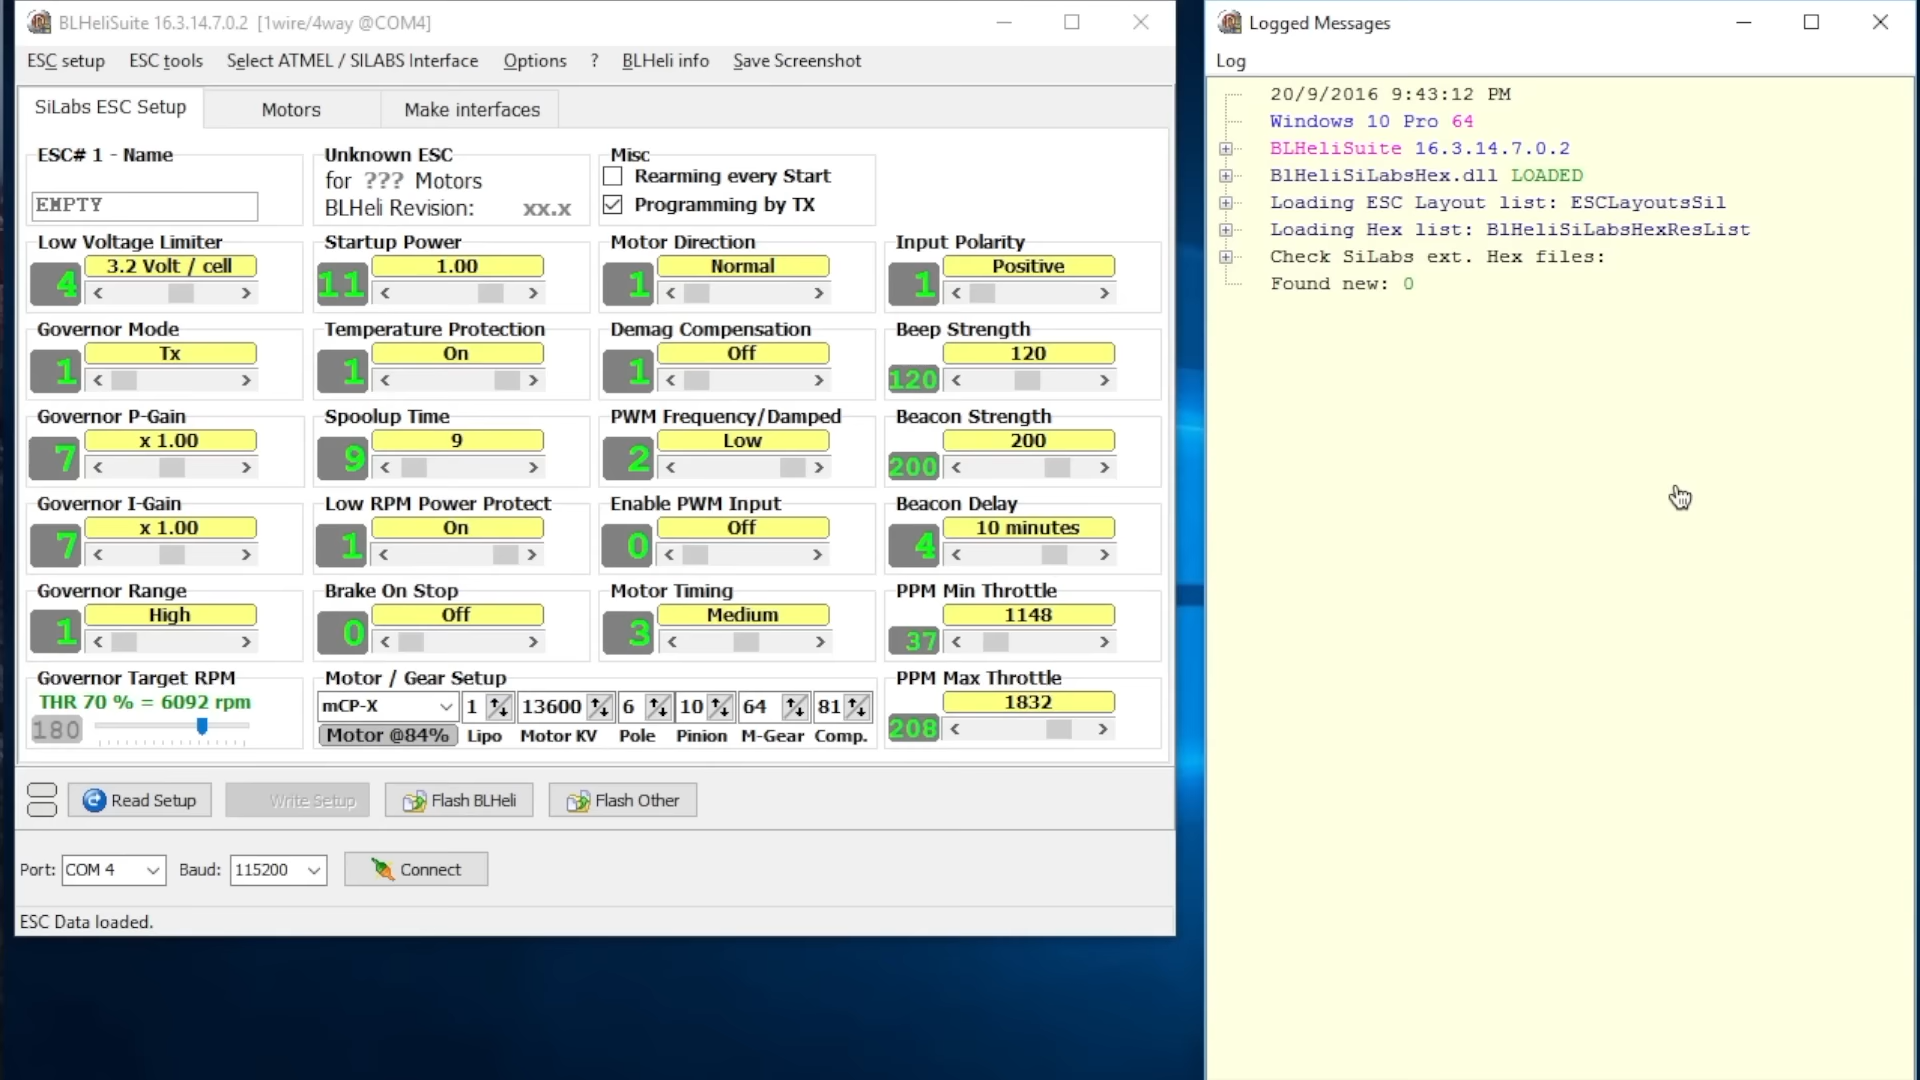 BLHeliSuite 16.3.14.7.0.2 [1wire/4way @COM4]
ESC setup ESC tools Select ATMEL / SILABS Interface Options ? BLHeli info Save Screenshot
SiLabs ESC Setup Motors Make interfaces
ESC# 1 - Name
EMPTY
Unknown ESC
for ??? Motors
BLHeli Revision: xx.x
Misc
Rearming every Start
Programming by TX
Low Voltage Limiter
4 3.2 Volt / cell
Startup Power
11 1.00
Motor Direction
1 Normal
Input Polarity
1 Positive
Governor Mode
1 Tx
Temperature Protection
1 On
Demag Compensation
1 Off
Beep Strength
120 120
Governor P-Gain
7 x 1.00
Spoolup Time
9 9
PWM Frequency/Damped
2 Low
Beacon Strength
200 200
Governor I-Gain
7 x 1.00
Low RPM Power Protect
1 On
Enable PWM Input
0 Off
Beacon Delay
4 10 minutes
Governor Range
1 High
Brake On Stop
0 Off
Motor Timing
3 Medium
PPM Min Throttle
37 1148
Governor Target RPM
THR 70 % = 6092 rpm
180
Motor / Gear Setup
mCP-X 1 13600 6 10 64 81
Motor @84% Lipo Motor KV Pole Pinion M-Gear Comp.
PPM Max Throttle
208 1832
Read Setup Write Setup Flash BLHeli Flash Other
Port: COM 4 Baud: 115200 Connect
ESC Data loaded.
Logged Messages
Log
20/9/2016 9:43:12 PM
Windows 10 Pro 64
BLHeliSuite 16.3.14.7.0.2
BlHeliSiLabsHex.dll LOADED
Loading ESC Layout list: ESCLayoutsSil
Loading Hex list: BlHeliSiLabsHexResList
Check SiLabs ext. Hex files:
Found new: 0